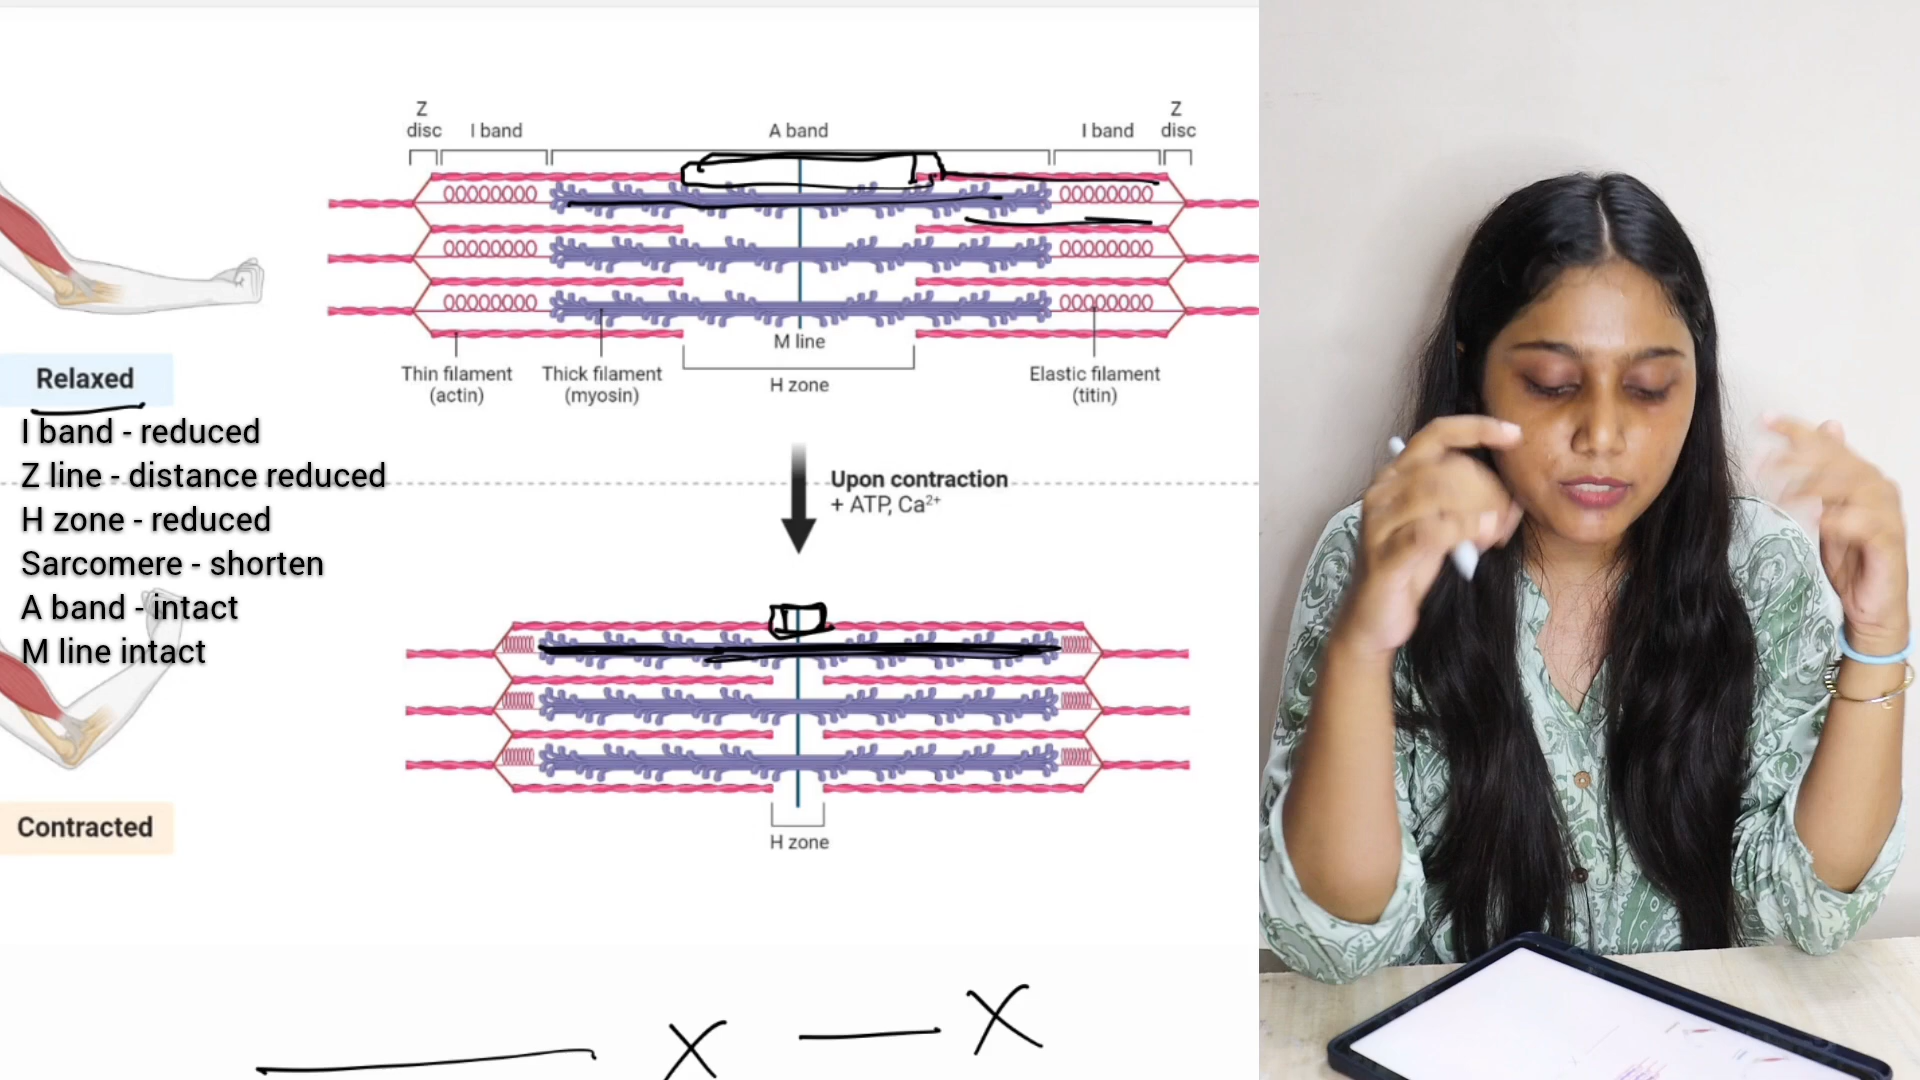 Z disc
I band
A band
I band
Z disc
M line
Thin filament (actin)
Thick filament (myosin)
H zone
Elastic filament (titin)
Relaxed
I band - reduced
Z line - distance reduced
H zone - reduced
Sarcomere - shorten
A band - intact
M line intact
Upon contraction
+ ATP, Ca²⁺
Contracted
H zone
X
X